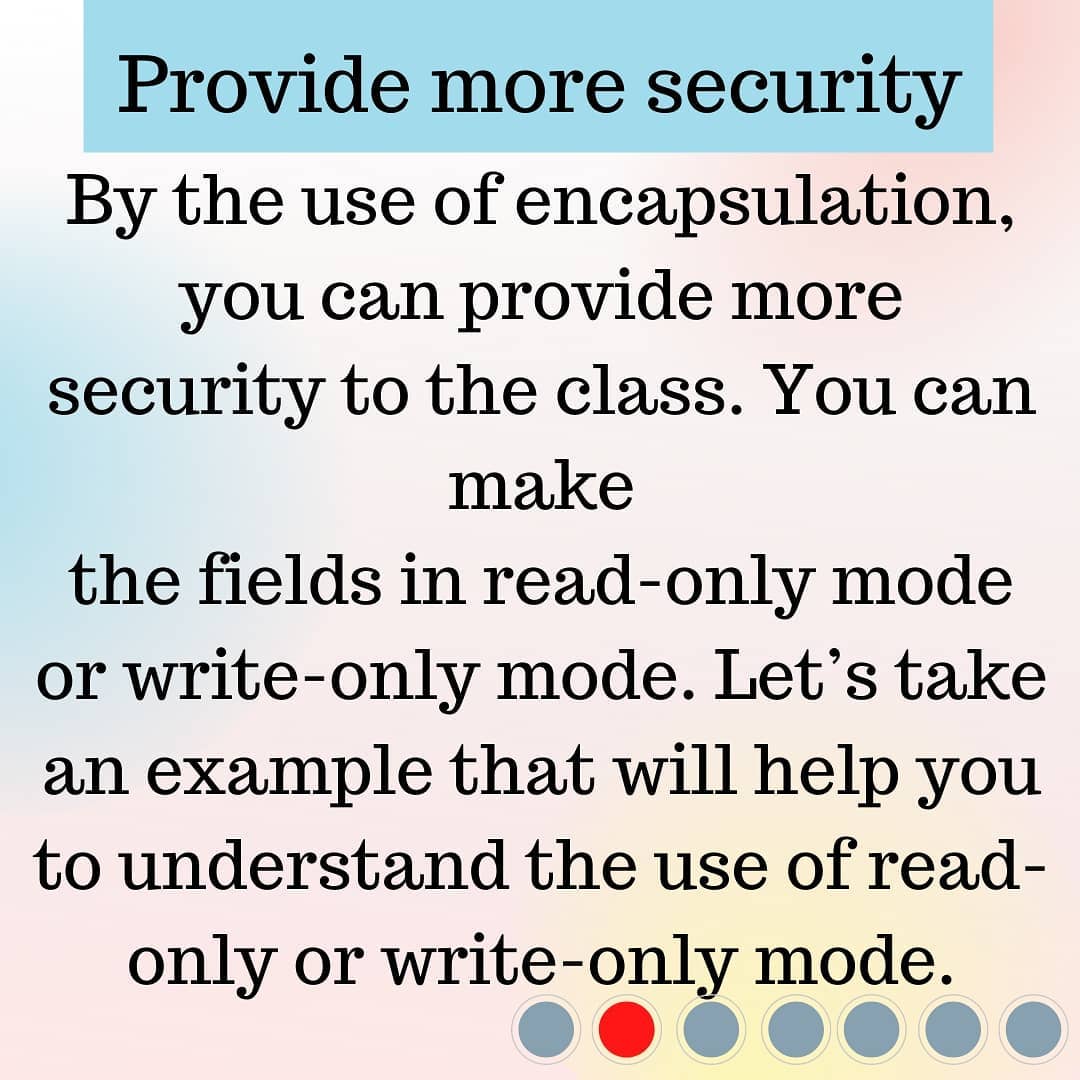 Provide more security
By the use of encapsulation,
you can provide more
security to the class. You can
make
the fields in read-only mode
or write-only mode. Let’s take
an example that will help you
to understand the use of read-
only or write-only mode.